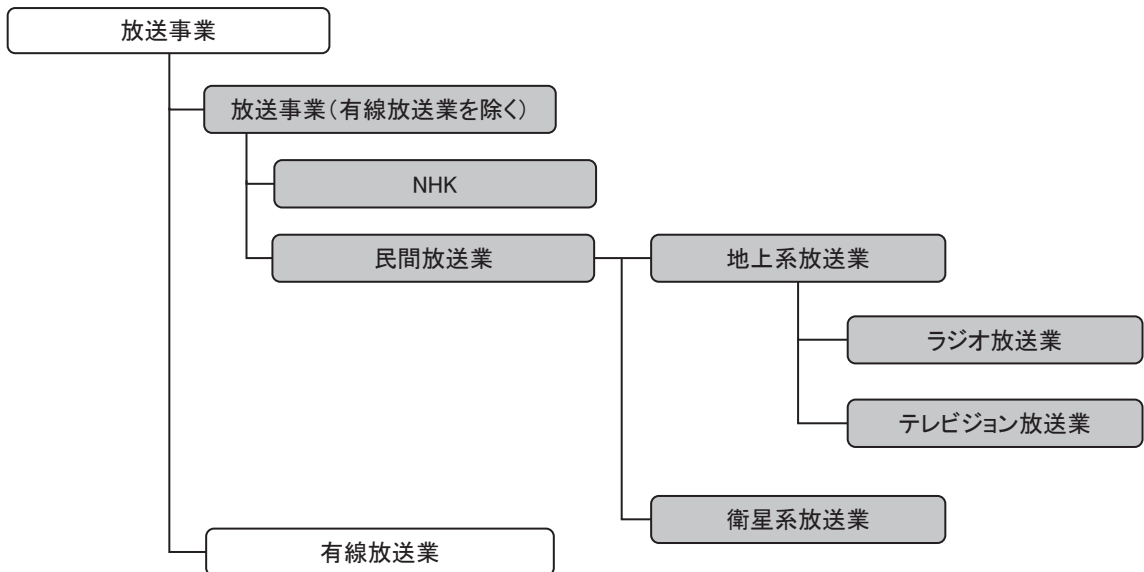 放送事業
放送事業(有線放送業を除く)
NHK
民間放送業
地上系放送業
ラジオ放送業
テレビジョン放送業
衛星系放送業
有線放送業